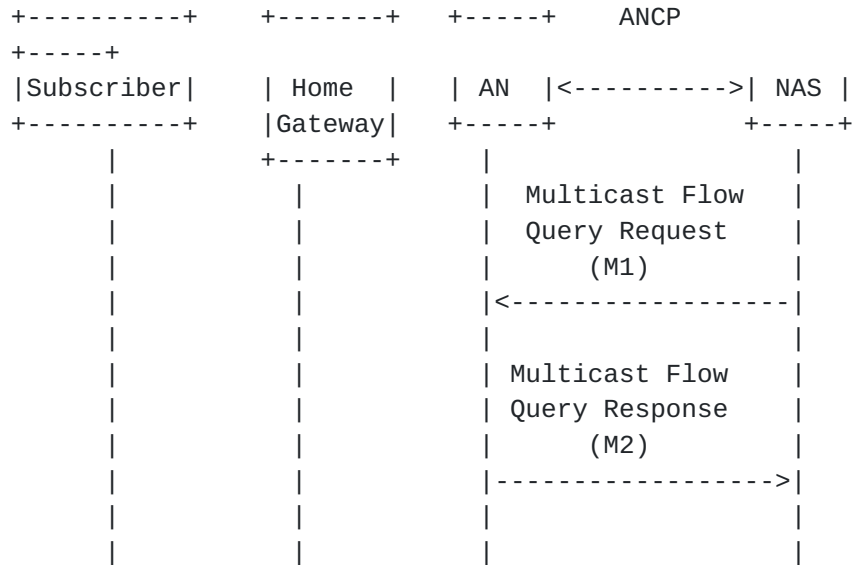 +----------+    +-------+   +-----+    ANCP
+-----+
|Subscriber|    | Home  |   | AN  |<---------->| NAS |
+----------+    |Gateway|   +-----+            +-----+
      |         +-------+      |                   |
      |            |           |  Multicast Flow   |
      |            |           |  Query Request    |
      |            |           |      (M1)         |
      |            |           |<------------------|
      |            |           |                   |
      |            |           | Multicast Flow    |
      |            |           | Query Response    |
      |            |           |      (M2)         |
      |            |           |------------------>|
      |            |           |                   |
      |            |           |                   |